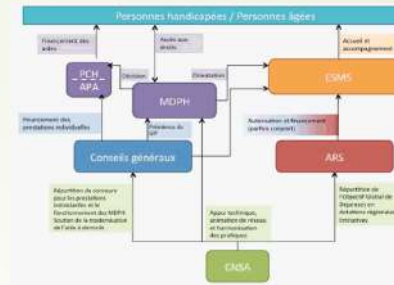 Personnes handicapées / Personnes âgées
Financement des
aides
Accès aux
droits
Accueil et
accompagnement
PCH
APA
Décision
MDPH
Orientation
ESMS
Financement des
prestations individuelles
Présidence du
GIP
Autorisation et financement
(parfois conjoint)
Conseils généraux
ARS
Répartition du concours
pour les prestations
individuelles et le
fonctionnement des MDPH
Soutien de la modernisation
de l'aide à domicile
Appui technique,
animation de réseau
et harmonisation
des pratiques
Répartition de
l'Objectif Global de
Dépenses en
dotations régionales
limitatives
CNSA